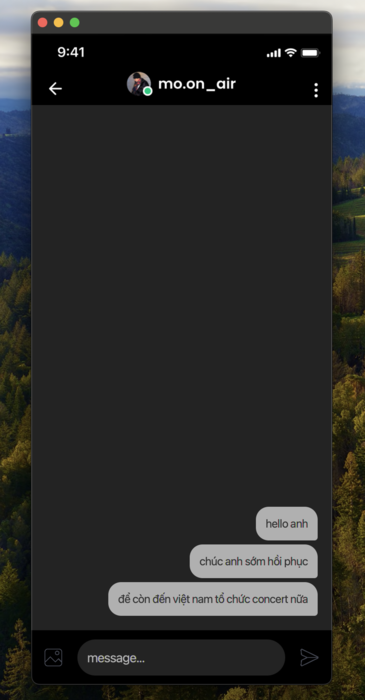 9:41
mo.on_air
hello anh
chúc anh sớm hồi phục
để còn đến việt nam tổ chức concert nữa
message...